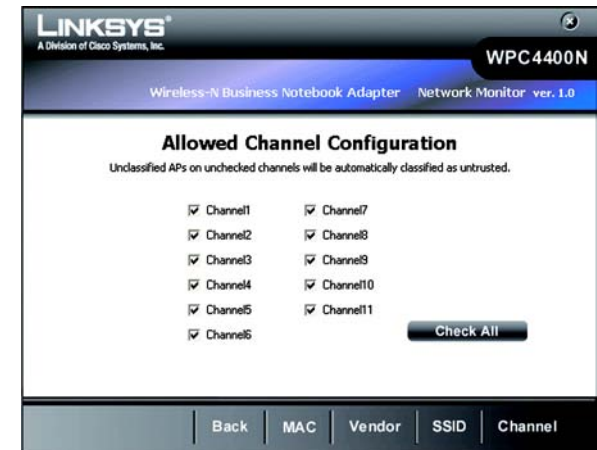 LINKSYS®
A Division of Cisco Systems, Inc.
WPC4400N
Wireless-N Business Notebook Adapter Network Monitor ver. 1.0
Allowed Channel Configuration
Unclassified APs on unchecked channels will be automatically classified as untrusted.
Channel1 Channel7
Channel2 Channel8
Channel3 Channel9
Channel4 Channel10
Channel5 Channel11
Channel6 Check All
Back MAC Vendor SSID Channel